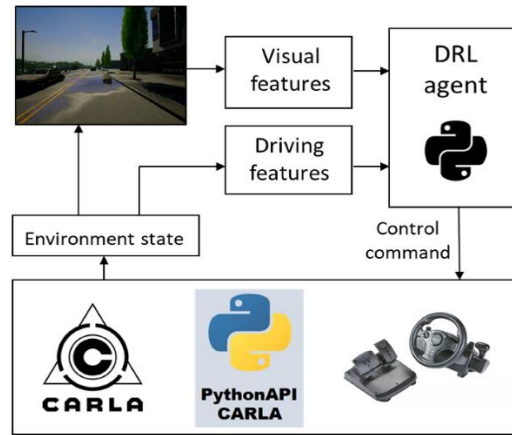 Visual
features
DRL
agent
Driving
features
Environment state
Control
command
CARLA
PythonAPI
CARLA